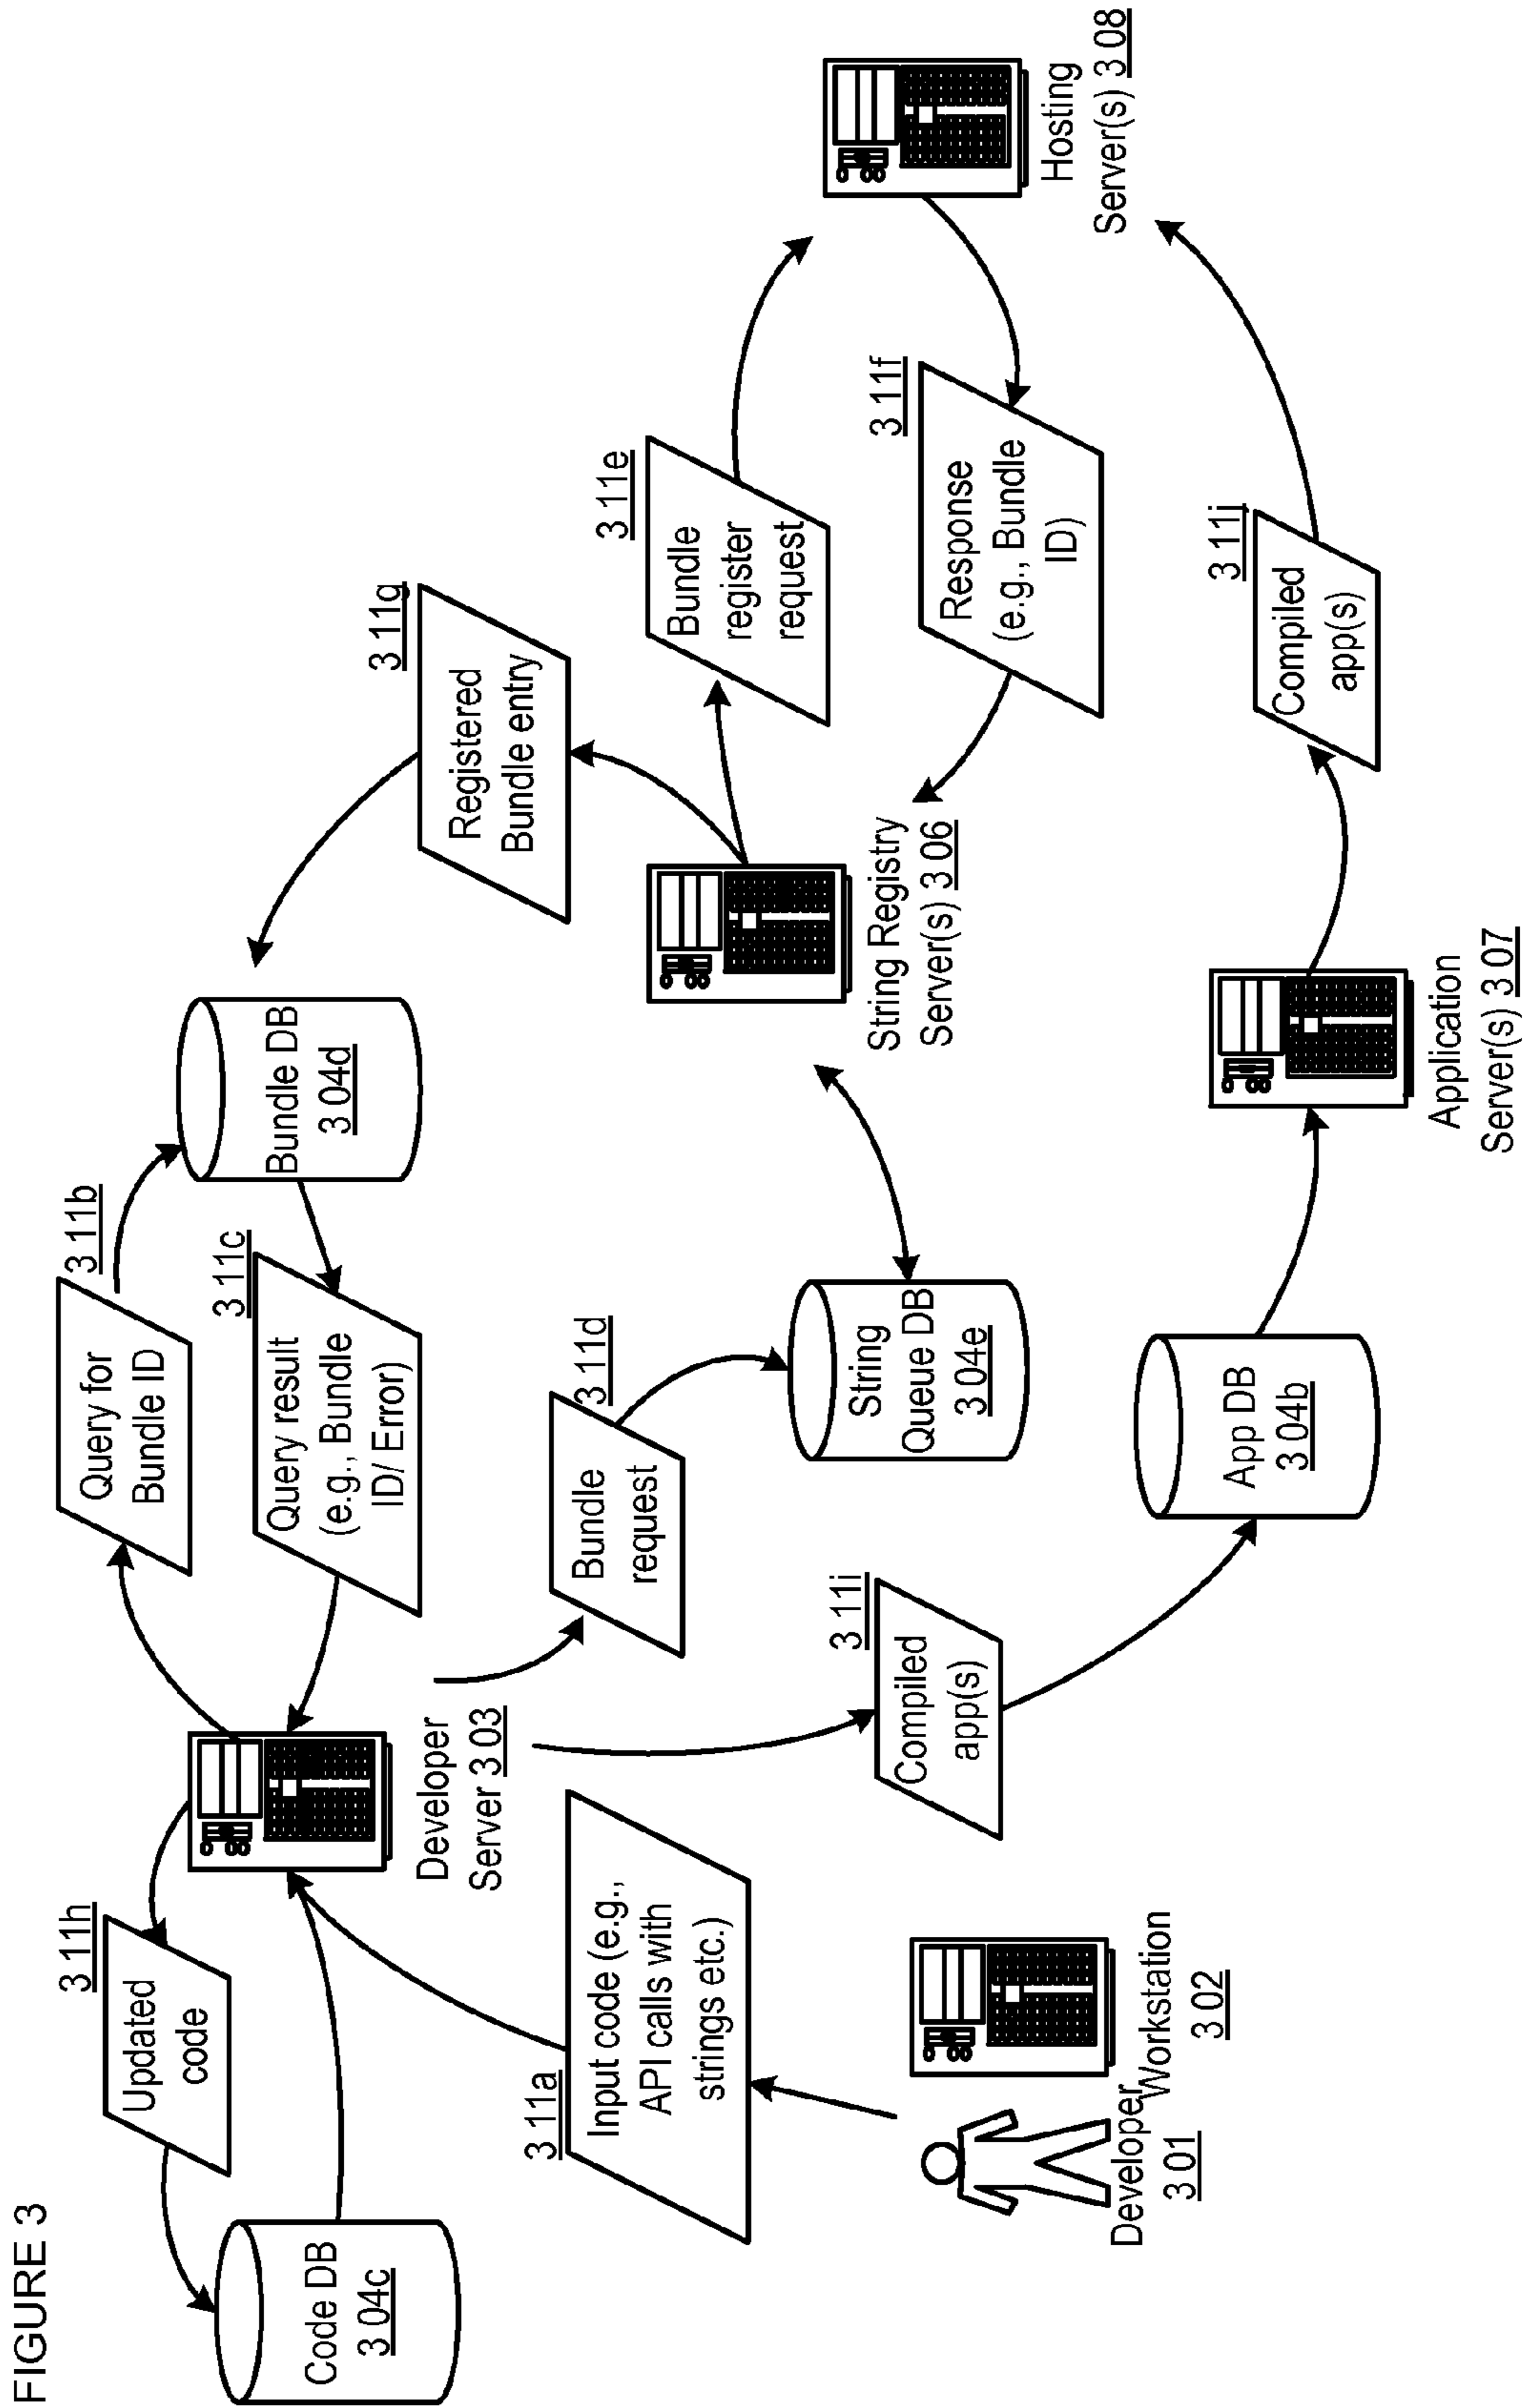 FIGURE 3
Code DB
3 04c
3 11h
Updated
code
3 11a
Input code (e.g.,
API calls with
strings etc.)
Developer
3 01
Workstation
3 02
Developer
Server 3 03
Query for
Bundle ID
3 11b
Query result
(e.g., Bundle
ID/ Error)
3 11c
Bundle DB
3 04d
Bundle
request
3 11d
String
Queue DB
3 04e
Compiled
app(s)
3 11i
App DB
3 04b
Registered
Bundle entry
3 11g
String Registry
Server(s) 3 06
Bundle
register
request
3 11e
Response
(e.g., Bundle
ID)
3 11f
Application
Server(s) 3 07
Compiled
app(s)
3 11j
Hosting
Server(s) 3 08